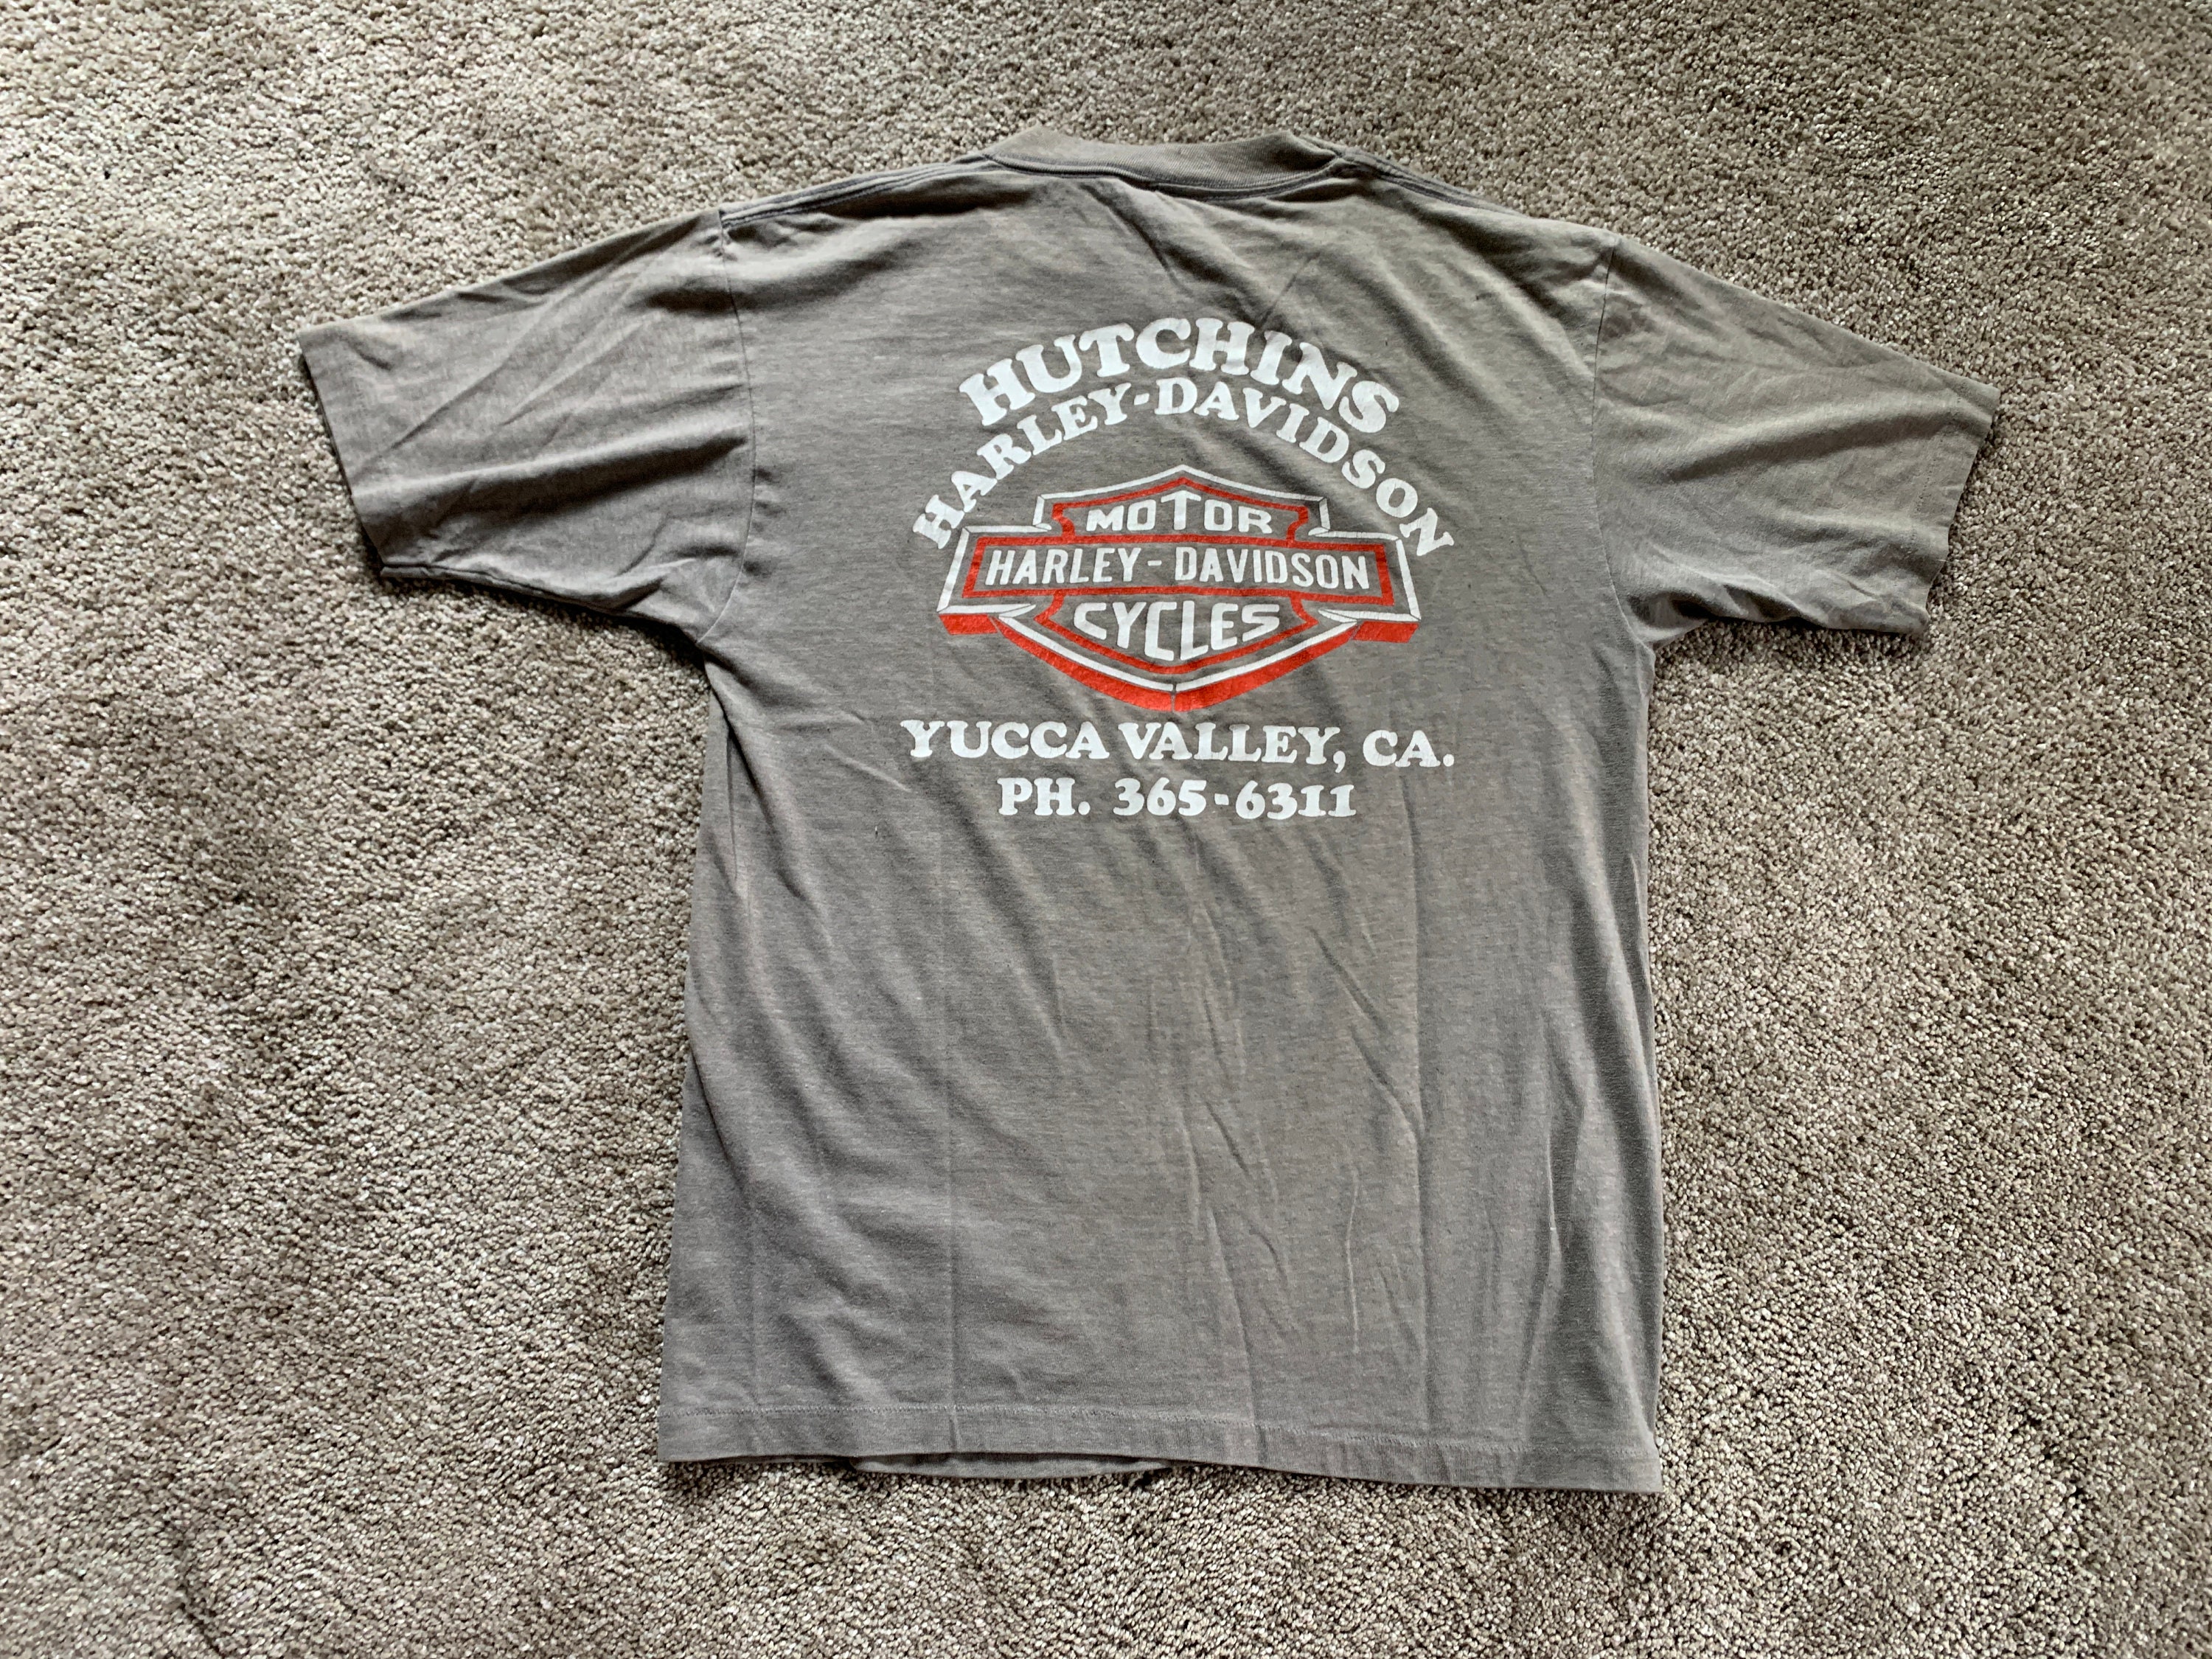 HUTCHINS
HARLEY-DAVIDSON
MOTOR
HARLEY-DAVIDSON
CYCLES
YUCCA VALLEY, CA.
PH. 365-6311